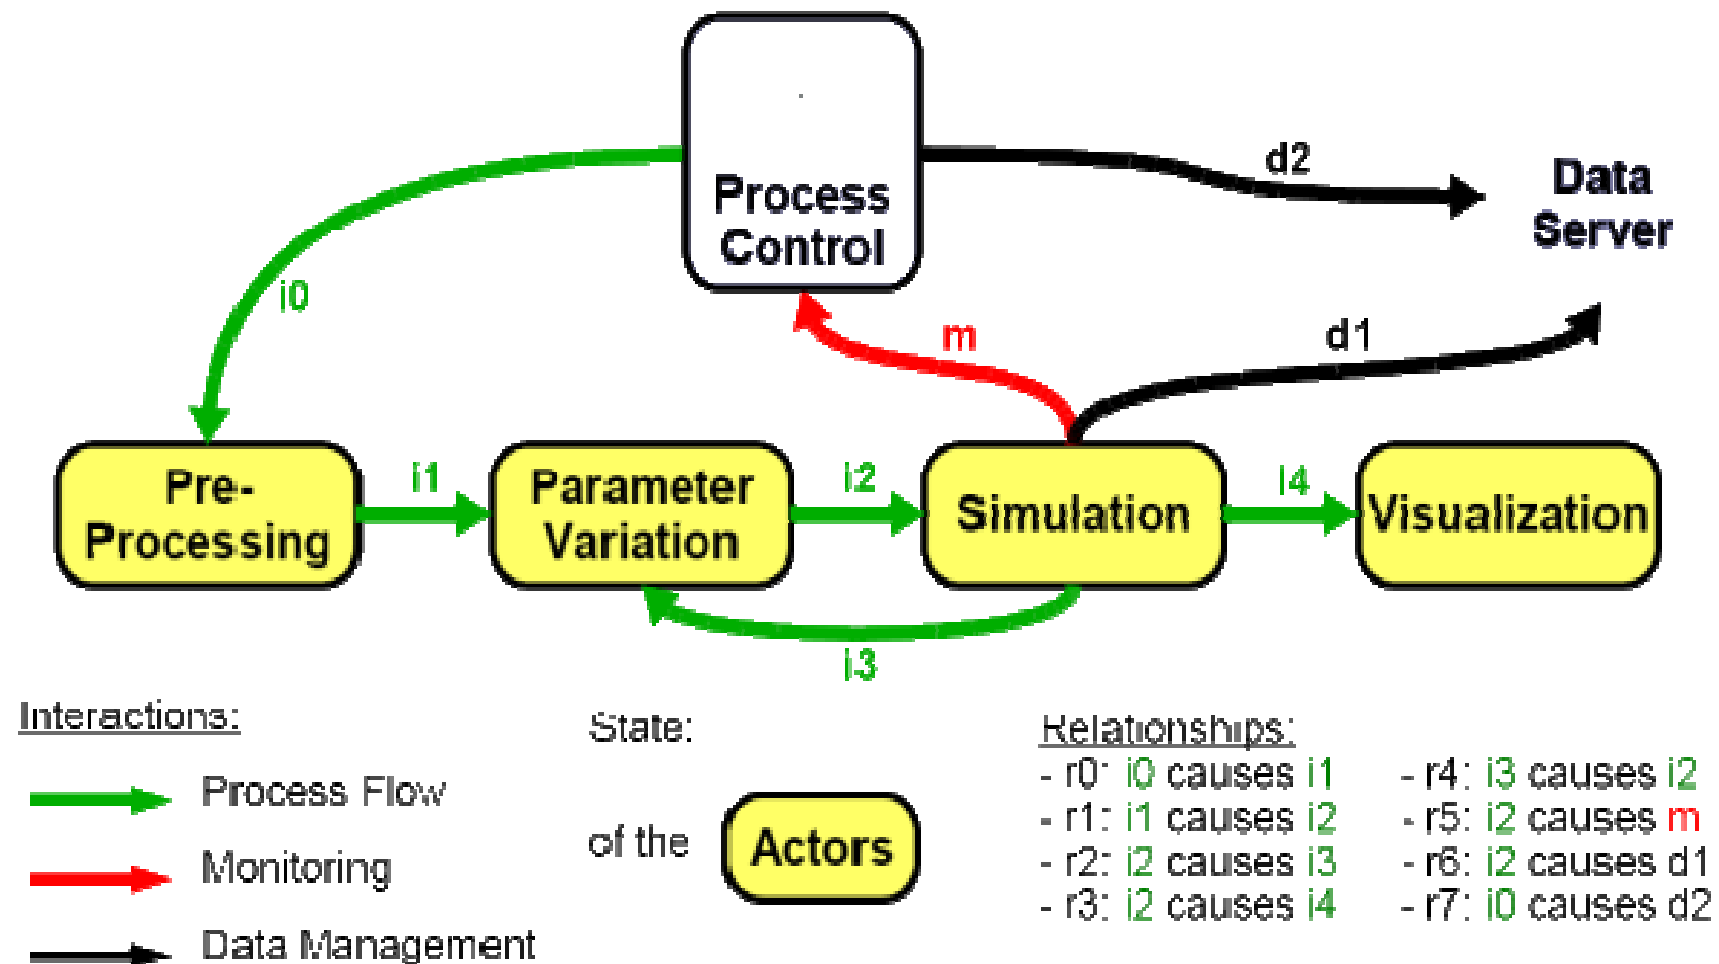 Process
Control
d2
Data
Server
i0
m
d1
Pre-
Processing
i1
Parameter
Variation
i2
Simulation
i4
Visualization
i3
Interactions:
Process Flow
Monitoring
Data Management
State:
of the
Actors
Relationships:
- r0: i0 causes i1
- r1: i1 causes i2
- r2: i2 causes i3
- r3: i2 causes i4
- r4: i3 causes i2
- r5: i2 causes m
- r6: i2 causes d1
- r7: i0 causes d2